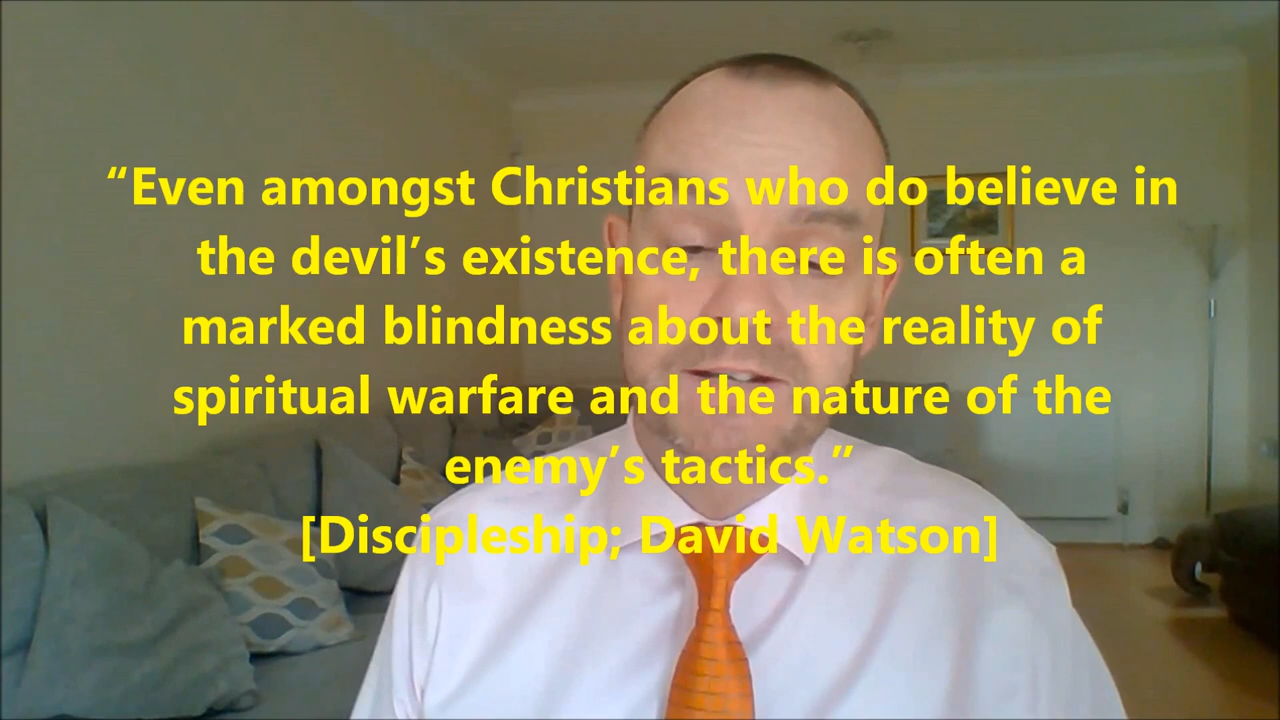 “Even amongst Christians who do believe in
the devil’s existence, there is often a
marked blindness about the reality of
spiritual warfare and the nature of the
enemy’s tactics.”
[Discipleship; David Watson]